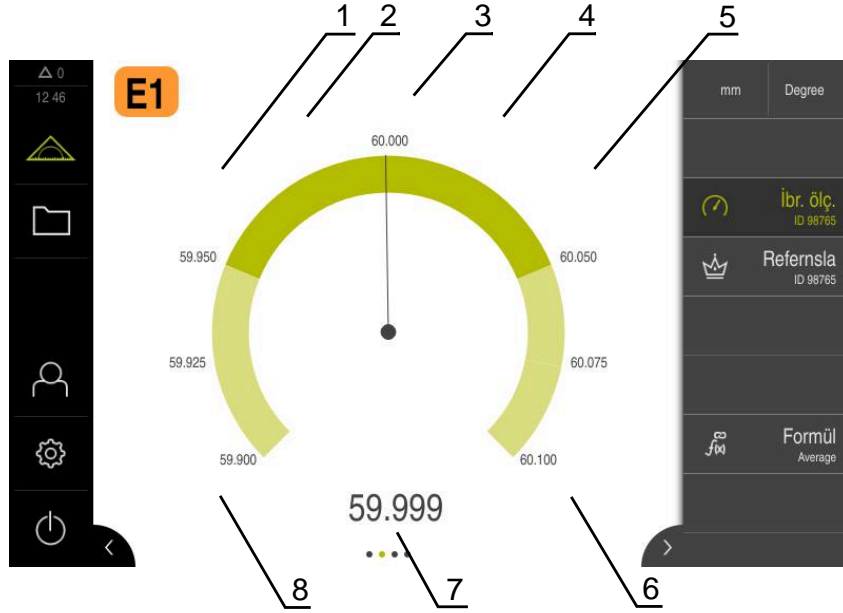 1 2 3 4 5
0
12 46
E1
mm Degree
60.000
İbr. ölç.
ID 98765
59.950 60.050
Refernsla
ID 98765
59.925 60.075
Formül
Average
59.900 60.100
59.999
8 7 6